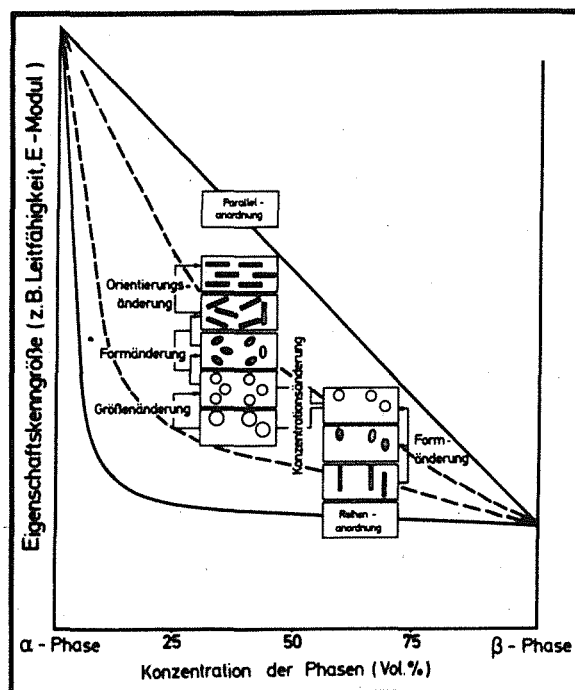 Eigenschaftskenngröße (z.B. Leitfähigkeit, E-Modul)
Parallel-
anordnung
Orientierungs-
änderung
Formänderung
Größenänderung
Konzentrationsänderung
Form-
änderung
Reihen-
anordnung
α - Phase
25
50
75
β - Phase
Konzentration der Phasen (Vol.%)